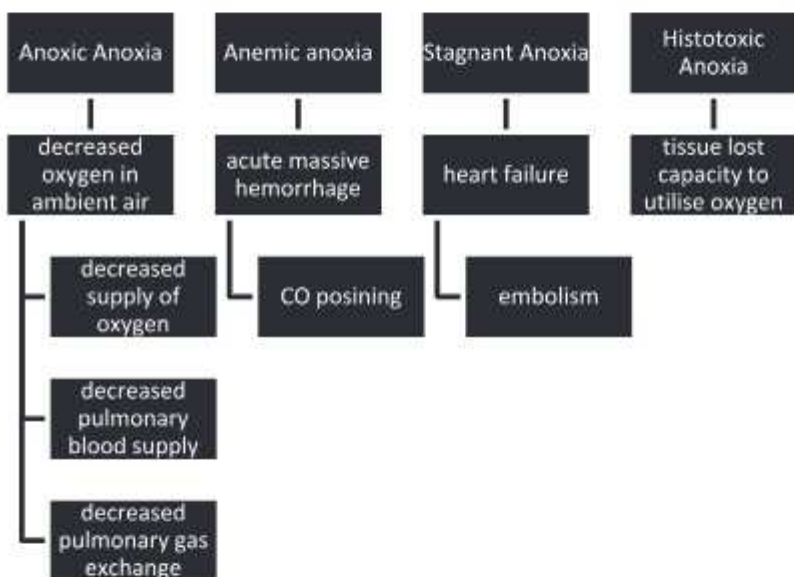 Anoxic Anoxia
decreased
oxygen in
ambient air
decreased
supply of
oxygen
decreased
pulmonary
blood supply
decreased
pulmonary gas
exchange
Anemic anoxia
acute massive
hemorrhage
CO posining
Stagnant Anoxia
heart failure
embolism
Histotoxic
Anoxia
tissue lost
capacity to
utilise oxygen